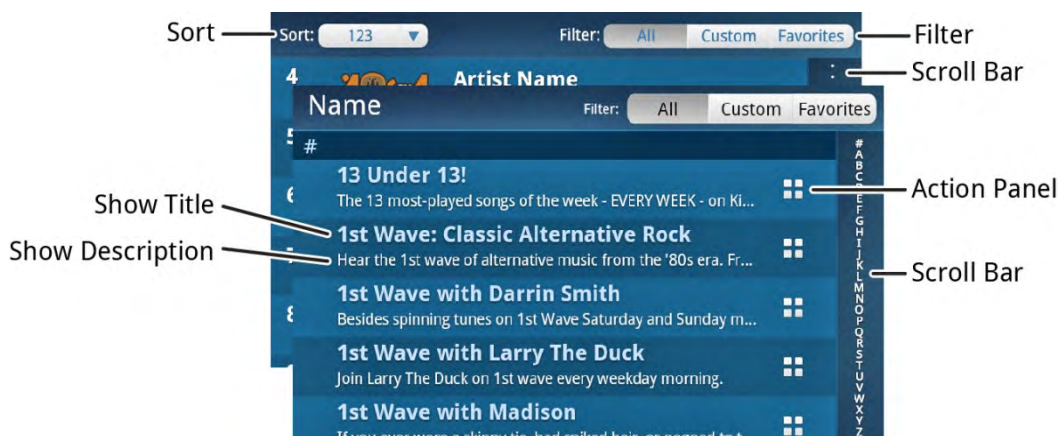 Sort
Sort: 123
Filter: All Custom Favorites
Filter
4
Artist Name
Scroll Bar
Name
Filter: All Custom Favorites
5
#
13 Under 13!
The 13 most-played songs of the week - EVERY WEEK - on Ki...
Action Panel
6
Show Title
1st Wave: Classic Alternative Rock
Show Description
Hear the 1st wave of alternative music from the '80s era. Fr...
Scroll Bar
1st Wave with Darrin Smith
8
Besides spinning tunes on 1st Wave Saturday and Sunday m...
1st Wave with Larry The Duck
Join Larry The Duck on 1st wave every weekday morning.
1st Wave with Madison
#
A
B
C
D
E
F
G
H
I
J
K
L
M
N
O
P
Q
R
S
T
U
V
W
X
Y
Z